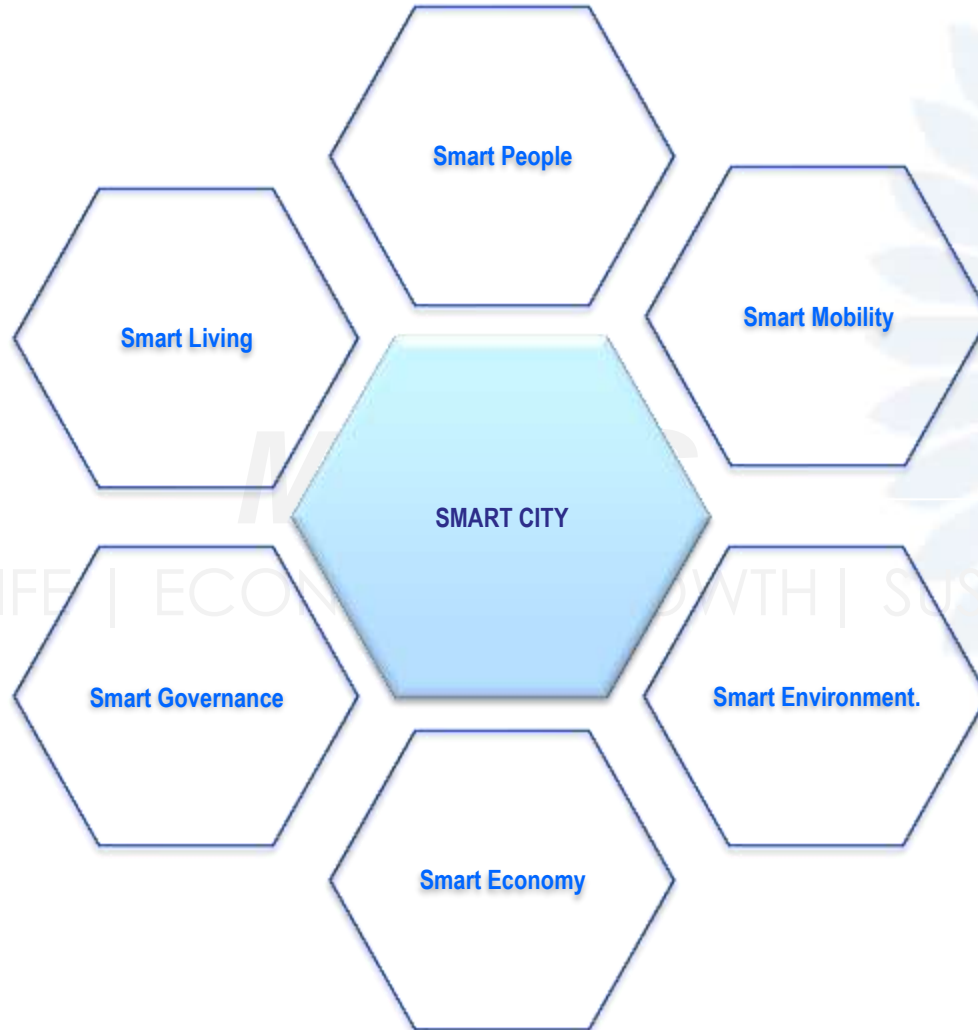 Smart People
Smart Mobility
Smart Living
SMART CITY
Smart Environment.
Smart Governance
Smart Economy